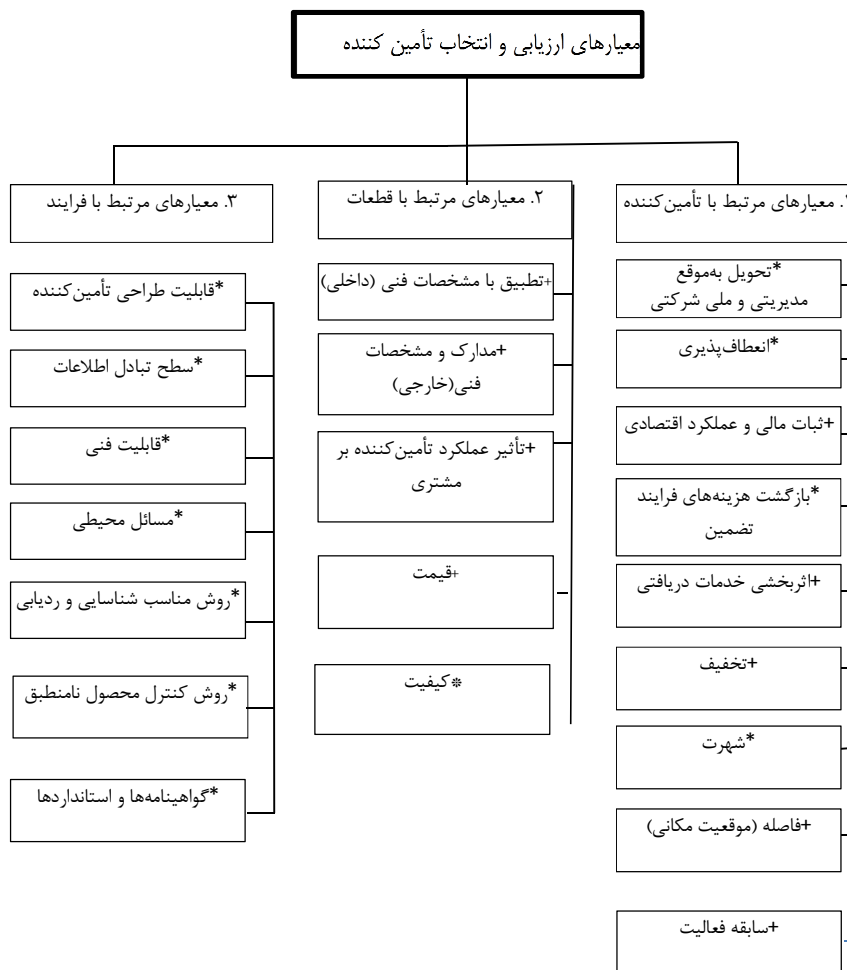 معیارهای ارزیابی و انتخاب تأمین کننده
۱. معیارهای مرتبط با تأمین‌کننده
*تحویل به‌موقع
مدیریتی و ملی شرکتی
*انعطاف‌پذیری
+ثبات مالی و عملکرد اقتصادی
*بازگشت هزینه‌های فرایند
تضمین
+اثربخشی خدمات دریافتی
+تخفیف
*شهرت
+فاصله (موقعیت مکانی)
+سابقه فعالیت
۲. معیارهای مرتبط با قطعات
+تطبیق با مشخصات فنی (داخلی)
+مدارک و مشخصات
فنی(خارجی)
+تأثیر عملکرد تأمین‌کننده بر
مشتری
+قیمت
*کیفیت
۳. معیارهای مرتبط با فرایند
*قابلیت طراحی تأمین‌کننده
*سطح تبادل اطلاعات
*قابلیت فنی
*مسائل محیطی
*روش مناسب شناسایی و ردیابی
*روش کنترل محصول نامنطبق
*گواهینامه‌ها و استانداردها